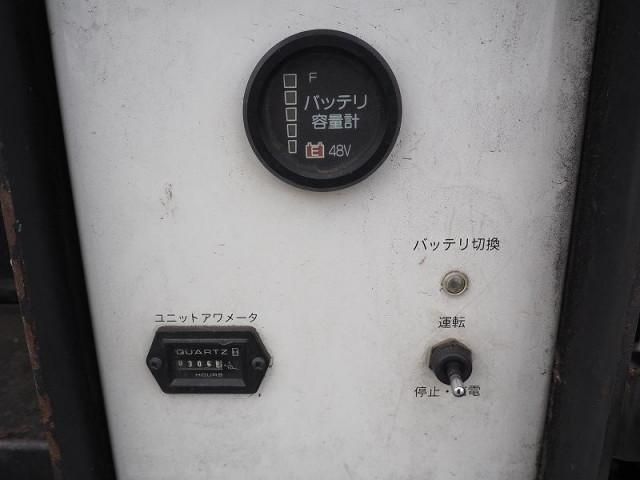 F
バッテリ
容量計
E 48V
バッテリ切換
ユニットアワメータ
運転
QUARTZ
HOURS
停止・ 電